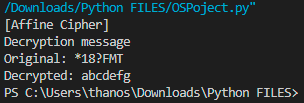 /Downloads/Python FILES/OSPoject.py"
[Affine Cipher]
Decryption message
Original: *18?FMT
Decrypted: abcdefg
PS C:\Users\thanos\Downloads\Python FILES>